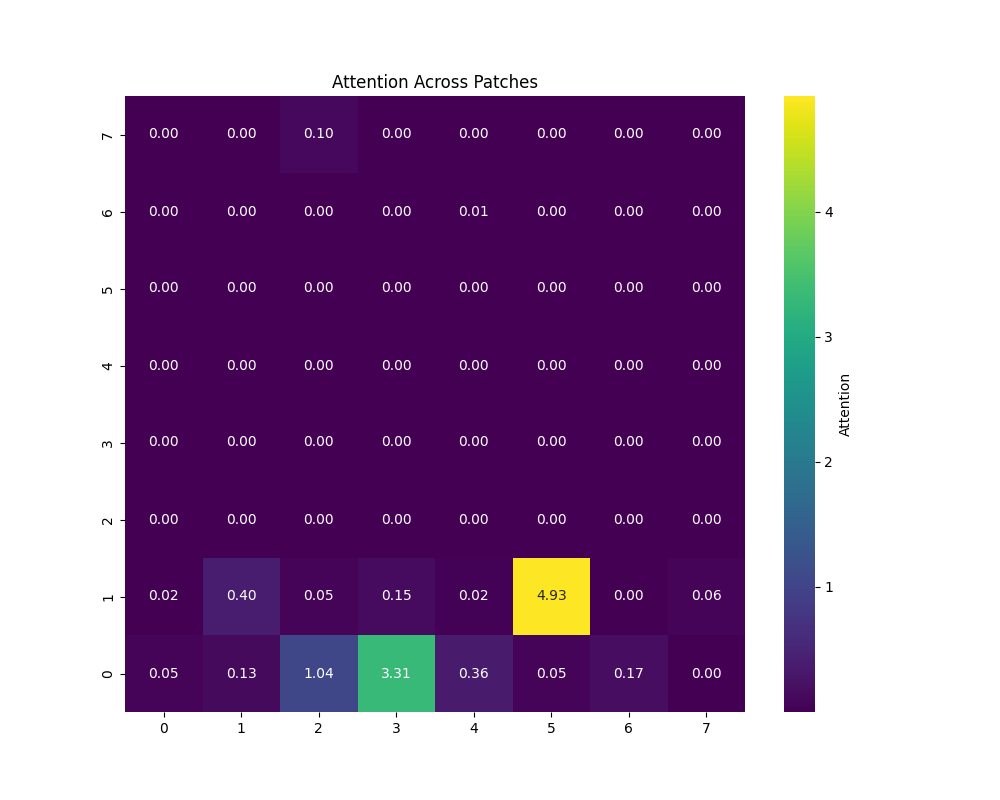 Attention Across Patches
7 0.00 0.00 0.10 0.00 0.00 0.00 0.00 0.00
6 0.00 0.00 0.00 0.00 0.01 0.00 0.00 0.00
5 0.00 0.00 0.00 0.00 0.00 0.00 0.00 0.00
4 0.00 0.00 0.00 0.00 0.00 0.00 0.00 0.00
3 0.00 0.00 0.00 0.00 0.00 0.00 0.00 0.00
2 0.00 0.00 0.00 0.00 0.00 0.00 0.00 0.00
1 0.02 0.40 0.05 0.15 0.02 4.93 0.00 0.06
0 0.05 0.13 1.04 3.31 0.36 0.05 0.17 0.00
0 1 2 3 4 5 6 7
4
3
2
1
Attention